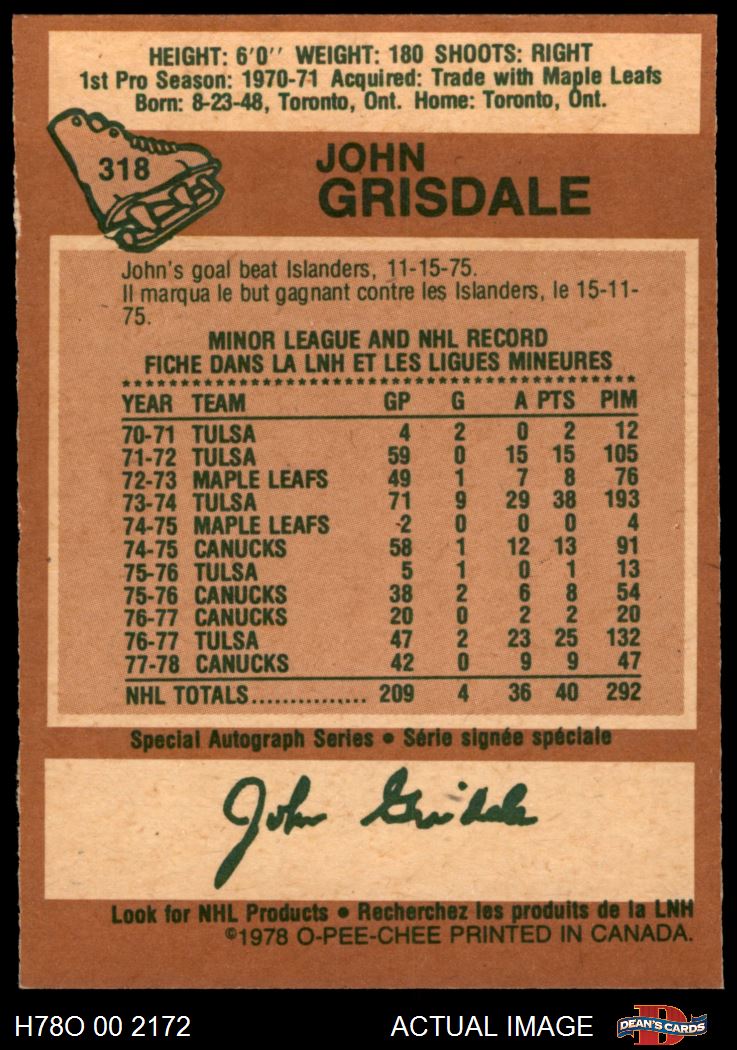 HEIGHT: 6'0'' WEIGHT: 180 SHOOTS: RIGHT
1st Pro Season: 1970-71 Acquired: Trade with Maple Leafs
Born: 8-23-48, Toronto, Ont. Home: Toronto, Ont.
318
JOHN
GRISDALE
John's goal beat Islanders, 11-15-75.
Il marqua le but gagnant contre les Islanders, le 15-11-
75.
MINOR LEAGUE AND NHL RECORD
FICHE DANS LA LNH ET LES LIGUES MINEURES
YEAR TEAM GP G A PTS PIM
70-71 TULSA 4 2 0 2 12
71-72 TULSA 59 0 15 15 105
72-73 MAPLE LEAFS 49 1 7 8 76
73-74 TULSA 71 9 29 38 193
74-75 MAPLE LEAFS 2 0 0 0 4
74-75 CANUCKS 58 1 12 13 91
75-76 TULSA 5 1 0 1 13
75-76 CANUCKS 38 2 6 8 54
76-77 CANUCKS 20 0 2 2 20
76-77 TULSA 47 2 23 25 132
77-78 CANUCKS 42 0 9 9 47
NHL TOTALS............... 209 4 36 40 292
Special Autograph Series • Série signée spéciale
John Grisdale
Look for NHL Products • Recherchez les produits de la LNH
©1978 O-PEE-CHEE PRINTED IN CANADA.
H78O 00 2172 ACTUAL IMAGE D DEAN'S CARDS